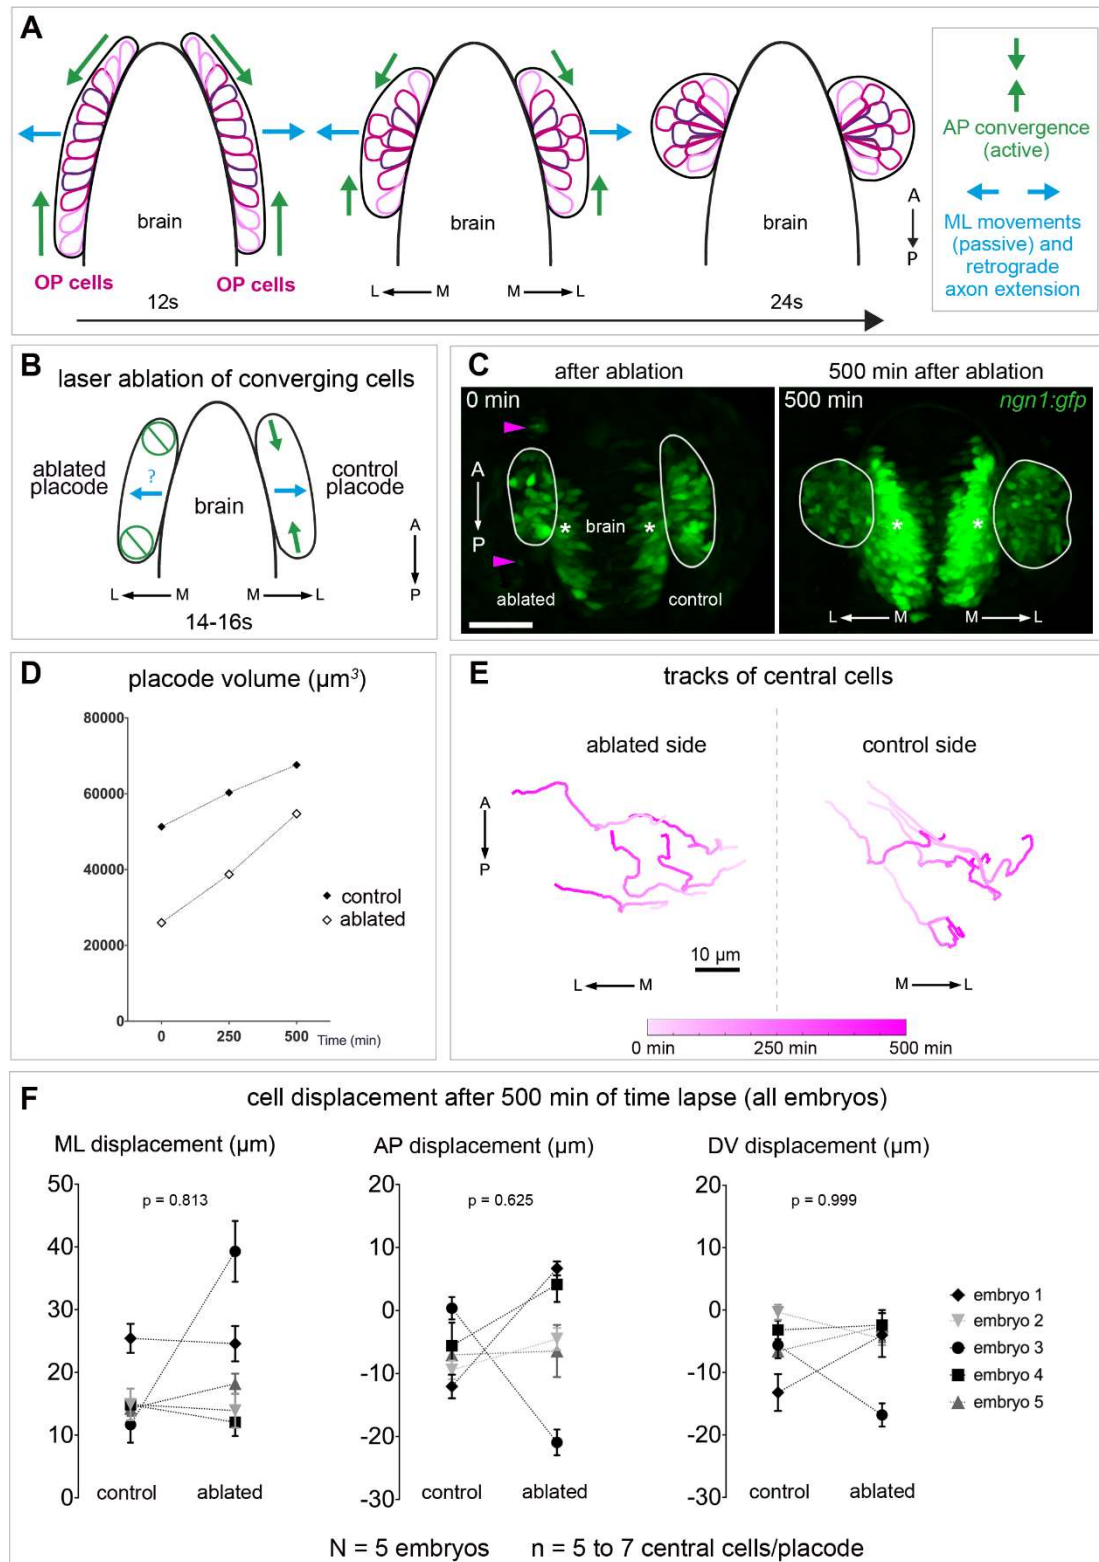 A
brain
brain
brain
OP cells
OP cells
12s
L M
M L
24s
A
P
AP convergence
(active)
ML movements
(passive) and
retrograde
axon extension
B
laser ablation of converging cells
ablated
placode
?
brain
control
placode
A
P
L M
M L
14-16s
C
after ablation
500 min after ablation
0 min
A
P
* brain *
ablated
control
500 min
ngn1:gfp
* *
L M
M L
D
placode volume (µm³)
80000
60000
40000
20000
0
0 250 500 Time (min)
control
ablated
E
tracks of central cells
ablated side
control side
A
P
10 µm
L M
M L
0 min 250 min 500 min
F
cell displacement after 500 min of time lapse (all embryos)
ML displacement (µm)
50
40
30
20
10
0
p = 0.813
control ablated
AP displacement (µm)
20
10
0
-10
-20
-30
p = 0.625
control ablated
DV displacement (µm)
20
10
0
-10
-20
-30
p = 0.999
control ablated
embryo 1
embryo 2
embryo 3
embryo 4
embryo 5
N = 5 embryos n = 5 to 7 central cells/placode